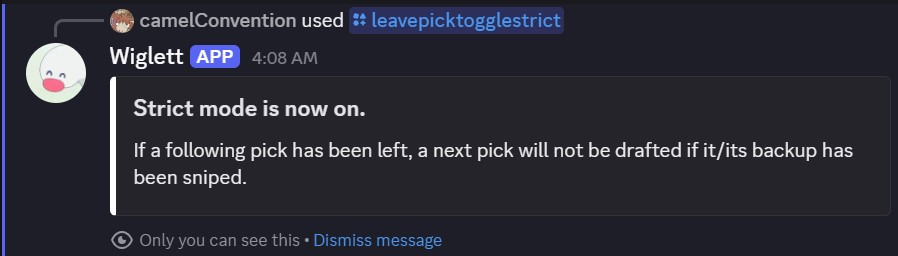 camelConvention used leavepicktogglestrict
Wiglett APP 4:08 AM
Strict mode is now on.
If a following pick has been left, a next pick will not be drafted if it/its backup has
been sniped.
Only you can see this • Dismiss message